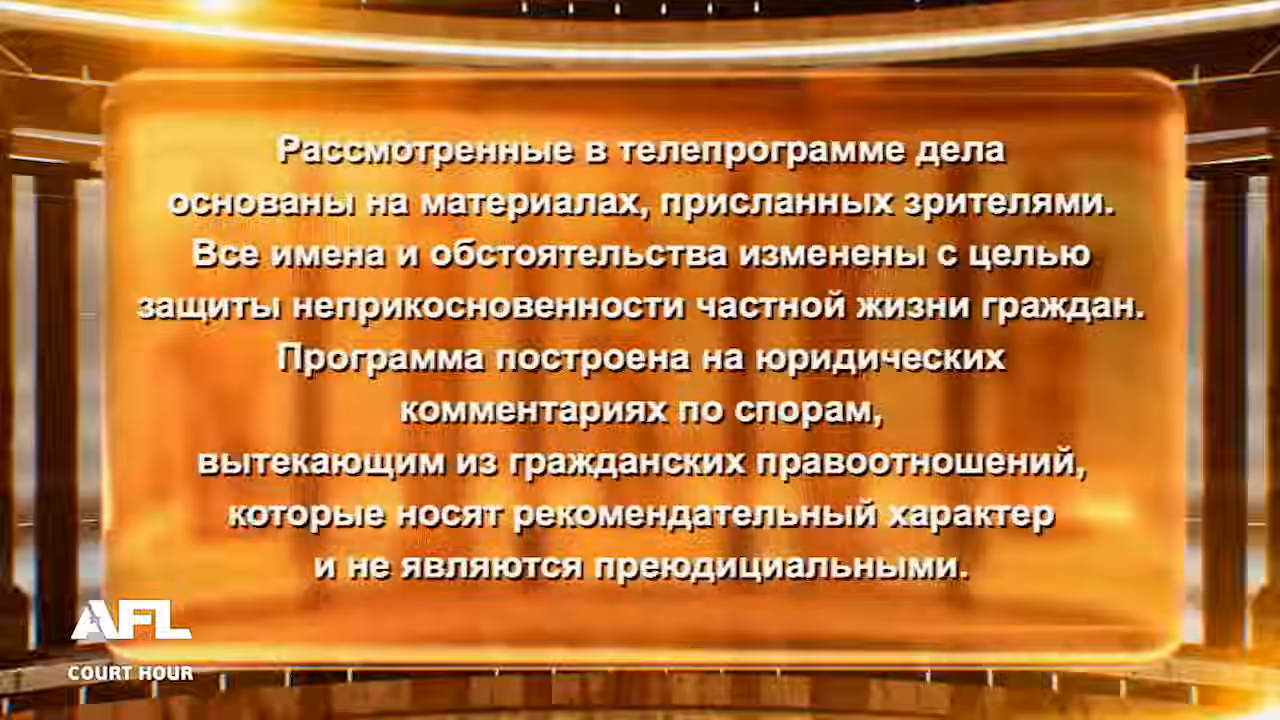 Рассмотренные в телепрограмме дела
основаны на материалах, присланных зрителями.
Все имена и обстоятельства изменены с целью
защиты неприкосновенности частной жизни граждан.
Программа построена на юридических
комментариях по спорам,
вытекающим из гражданских правоотношений,
которые носят рекомендательный характер
и не являются преюдициальными.
AFL
COURT HOUR